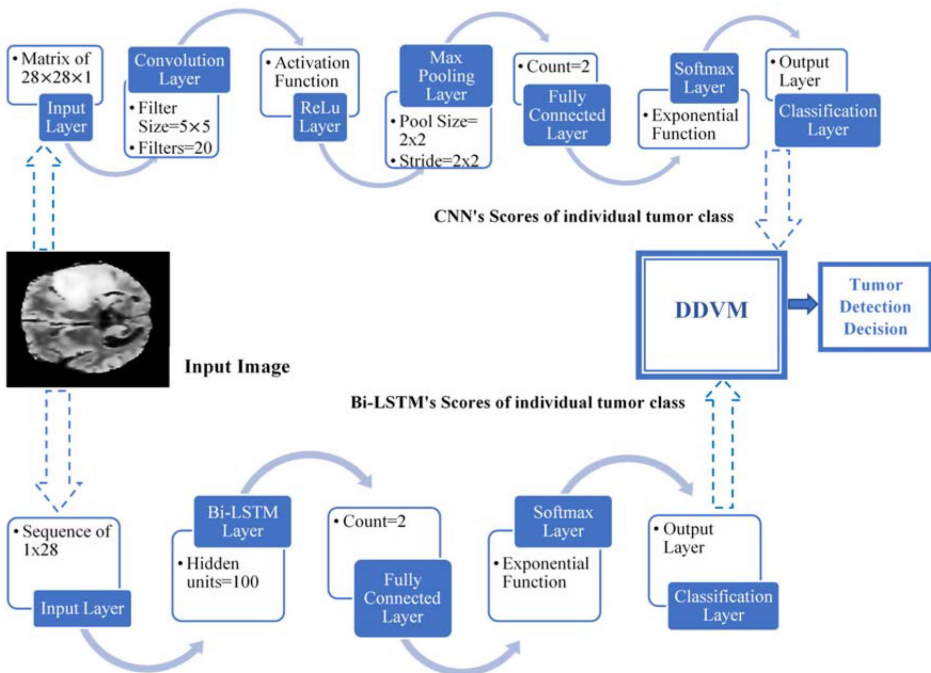 • Matrix of
28×28×1
Input
Layer
Convolution
Layer
• Filter
Size=5×5
• Filters=20
• Activation
Function
ReLu
Layer
Max
Pooling
Layer
• Pool Size=
2x2
• Stride=2x2
• Count=2
Fully
Connected
Layer
Softmax
Layer
• Exponential
Function
• Output
Layer
Classification
Layer
CNN's Scores of individual tumor class
Input Image
DDVM
Tumor
Detection
Decision
Bi-LSTM's Scores of individual tumor class
• Sequence of
1x28
Input Layer
Bi-LSTM
Layer
• Hidden
units=100
• Count=2
Fully
Connected
Layer
Softmax
Layer
• Exponential
Function
• Output
Layer
Classification
Layer